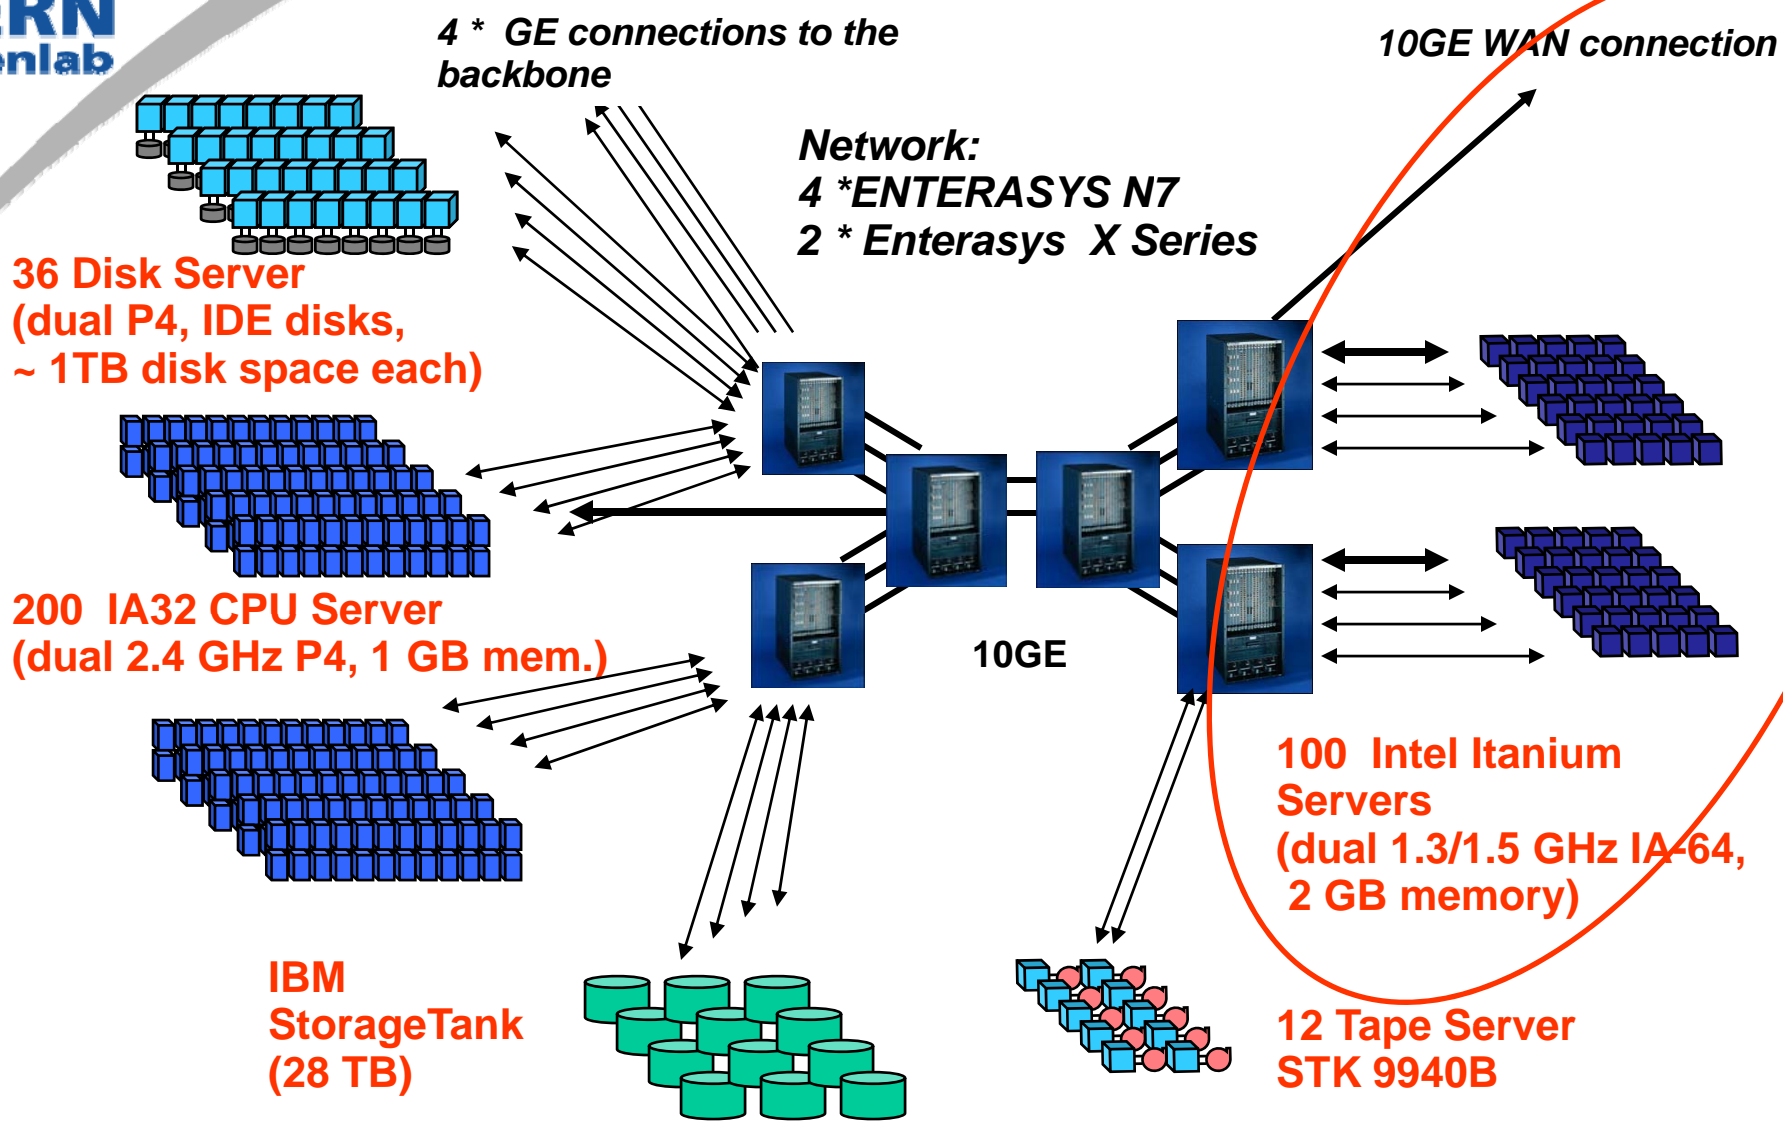 4 * GE connections to the
backbone
10GE WAN connection
Network:
4 *ENTERASYS N7
2 * Enterasys X Series
36 Disk Server
(dual P4, IDE disks,
~ 1TB disk space each)
200 IA32 CPU Server
(dual 2.4 GHz P4, 1 GB mem.)
10GE
100 Intel Itanium
Servers
(dual 1.3/1.5 GHz IA-64,
2 GB memory)
IBM
StorageTank
(28 TB)
12 Tape Server
STK 9940B